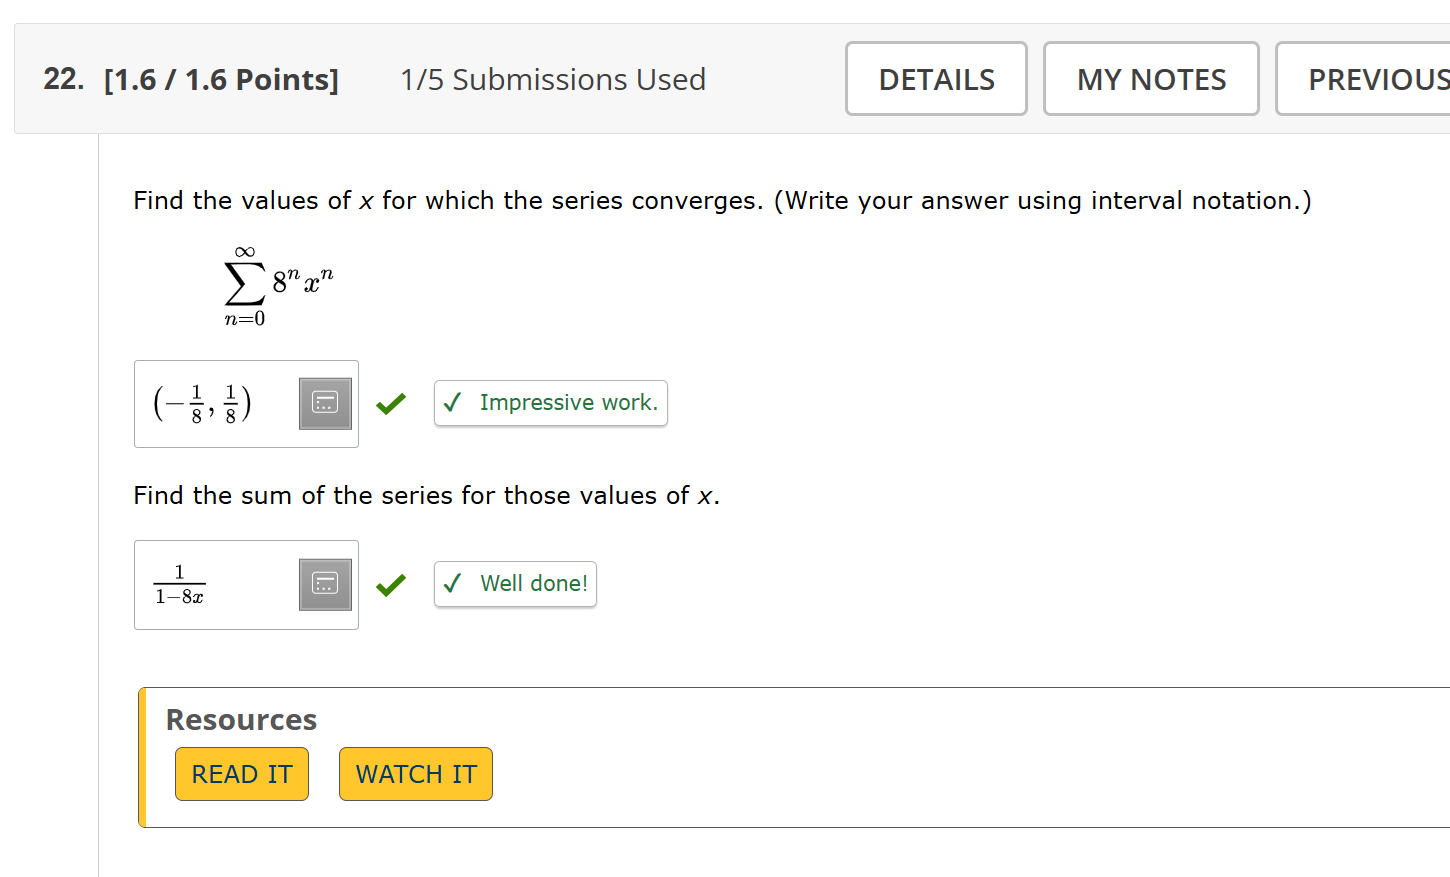 22. [1.6 / 1.6 Points] 1/5 Submissions Used DETAILS MY NOTES PREVIOUS
Find the values of x for which the series converges. (Write your answer using interval notation.)
∞
∑ 8ⁿxⁿ
n=0
(−1/8, 1/8) ✓ Impressive work.
Find the sum of the series for those values of x.
1/(1−8x) ✓ Well done!
Resources
READ IT WATCH IT